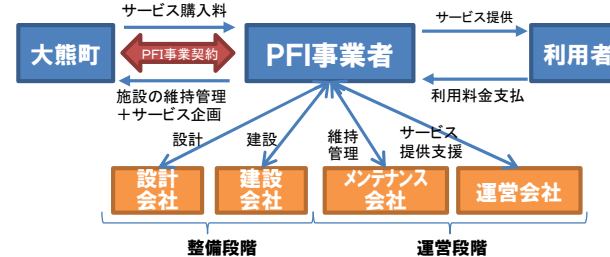 サービス購入料
サービス提供
大熊町
PFI事業契約
PFI事業者
利用者
施設の維持管理
＋サービス企画
利用料金支払
設計
建設
維持
管理
サービス
提供支援
設計
会社
建設
会社
メンテナンス
会社
運営会社
整備段階
運営段階